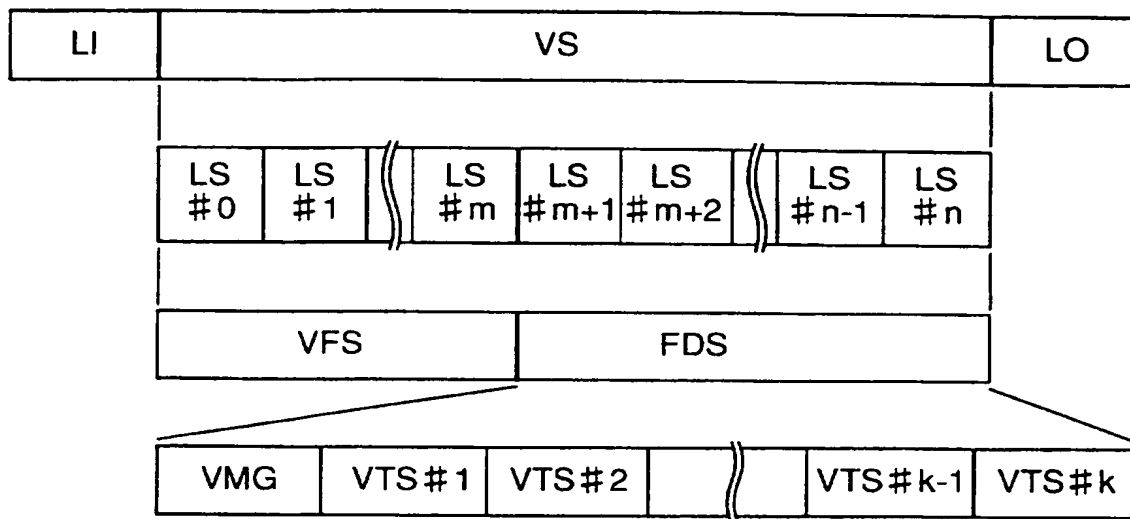 LI VS LO
LS LS LS LS LS LS LS
#0 #1 #m #m+1 #m+2 #n-1 #n
VFS FDS
VMG VTS#1 VTS#2 VTS#k-1 VTS#k